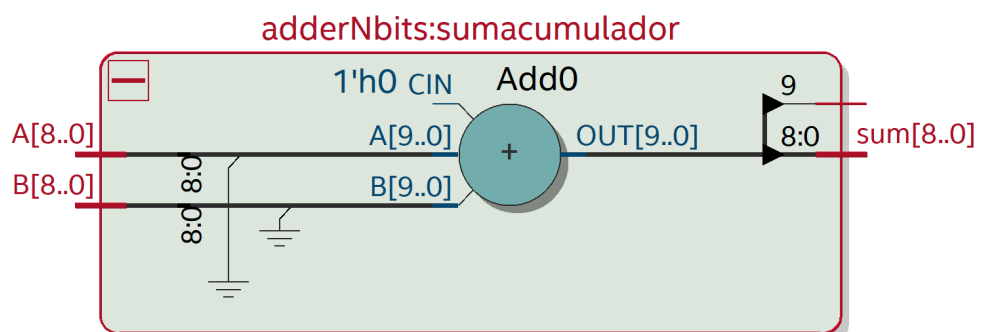 adderNbits:sumacumulador
1'h0 CIN
Add0
9
A[8..0]
8:0
A[9..0]
+
OUT[9..0]
8:0
sum[8..0]
B[8..0]
8:0
B[9..0]